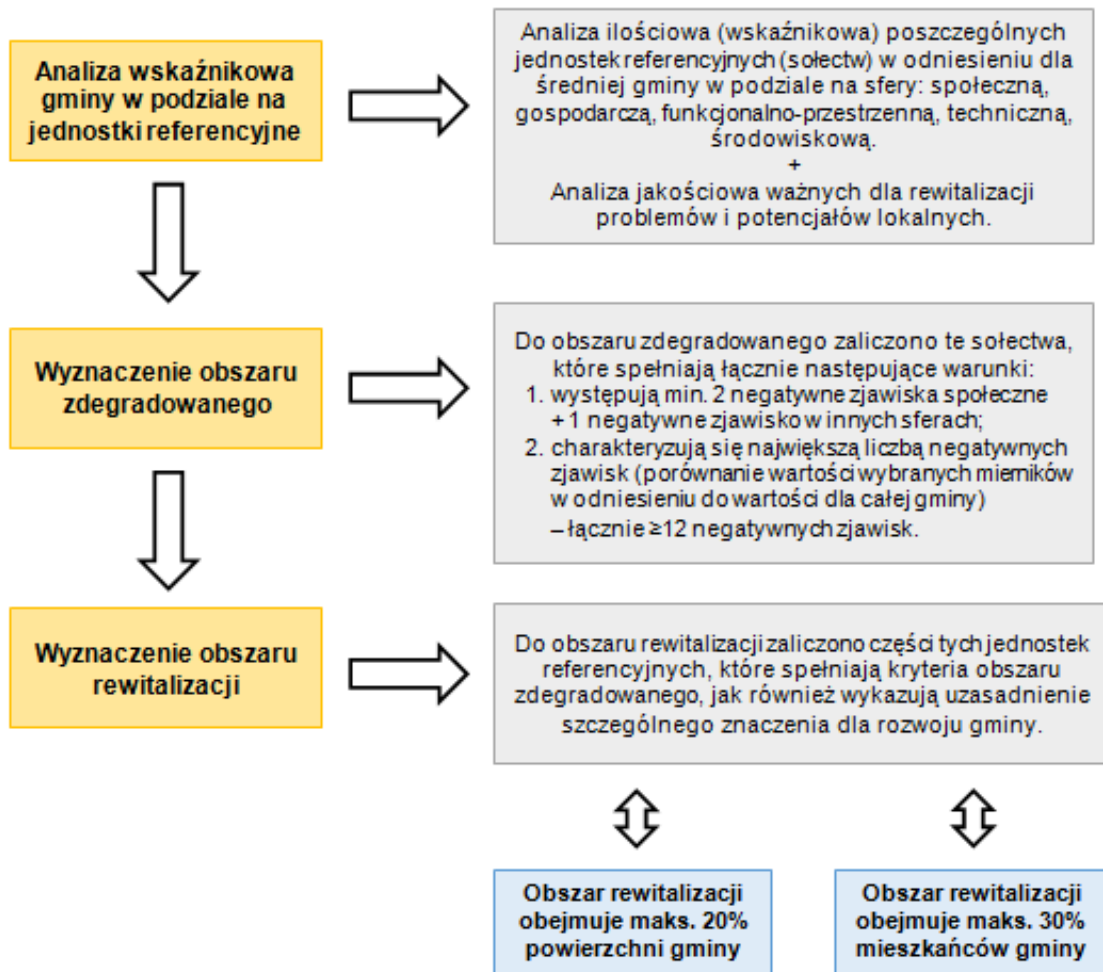 Analiza wskaźnikowa
gminy w podziale na
jednostki referencyjne
Analiza ilościowa (wskaźnikowa) poszczególnych
jednostek referencyjnych (sołectw) w odniesieniu dla
średniej gminy w podziale na sfery: społeczną,
gospodarczą, funkcjonalno-przestrzenną, techniczną,
środowiskową.
+
Analiza jakościowa ważnych dla rewitalizacji
problemów i potencjałów lokalnych.
Wyznaczenie obszaru
zdegradowanego
Do obszaru zdegradowanego zaliczono te sołectwa,
które spełniają łącznie następujące warunki:
1. występują min. 2 negatywne zjawiska społeczne
+ 1 negatywne zjawisko w innych sferach;
2. charakteryzują się największą liczbą negatywnych
zjawisk (porównanie wartości wybranych mierników
w odniesieniu do wartości dla całej gminy)
– łącznie ≥12 negatywnych zjawisk.
Wyznaczenie obszaru
rewitalizacji
Do obszaru rewitalizacji zaliczono części tych jednostek
referencyjnych, które spełniają kryteria obszaru
zdegradowanego, jak również wykazują uzasadnienie
szczególnego znaczenia dla rozwoju gminy.
Obszar rewitalizacji
obejmuje maks. 20%
powierzchni gminy
Obszar rewitalizacji
obejmuje maks. 30%
mieszkańców gminy